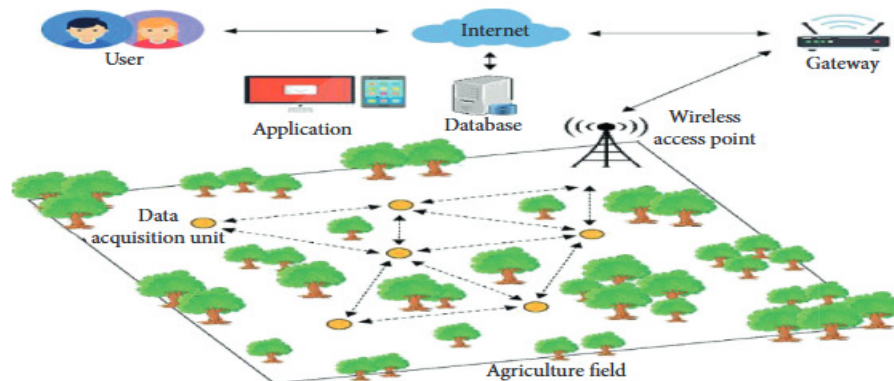 Internet
User
Gateway
Application
Database
Wireless
access point
Data
acquisition unit
Agriculture field